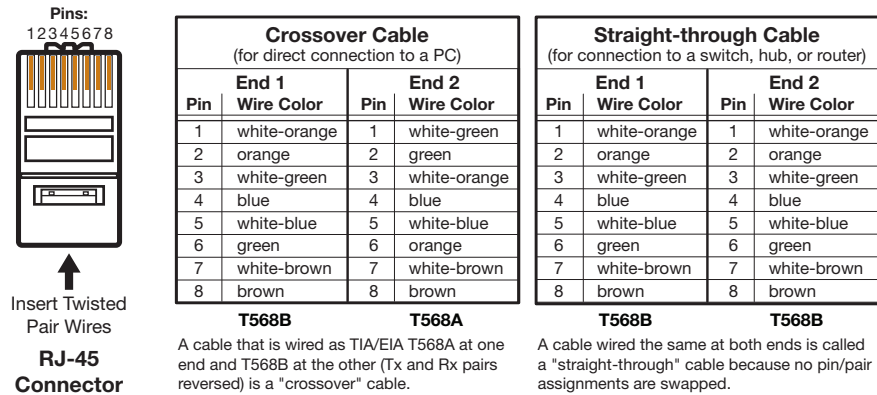 Pins:
12345678
Insert Twisted
Pair Wires
RJ-45
Connector
Crossover Cable
(for direct connection to a PC)
End 1 End 2
Pin Wire Color Pin Wire Color
1 white-orange 1 white-green
2 orange 2 green
3 white-green 3 white-orange
4 blue 4 blue
5 white-blue 5 white-blue
6 green 6 orange
7 white-brown 7 white-brown
8 brown 8 brown
T568B T568A
A cable that is wired as TIA/EIA T568A at one
end and T568B at the other (Tx and Rx pairs
reversed) is a "crossover" cable.
Straight-through Cable
(for connection to a switch, hub, or router)
End 1 End 2
Pin Wire Color Pin Wire Color
1 white-orange 1 white-orange
2 orange 2 orange
3 white-green 3 white-green
4 blue 4 blue
5 white-blue 5 white-blue
6 green 6 green
7 white-brown 7 white-brown
8 brown 8 brown
T568B T568B
A cable wired the same at both ends is called
a "straight-through" cable because no pin/pair
assignments are swapped.